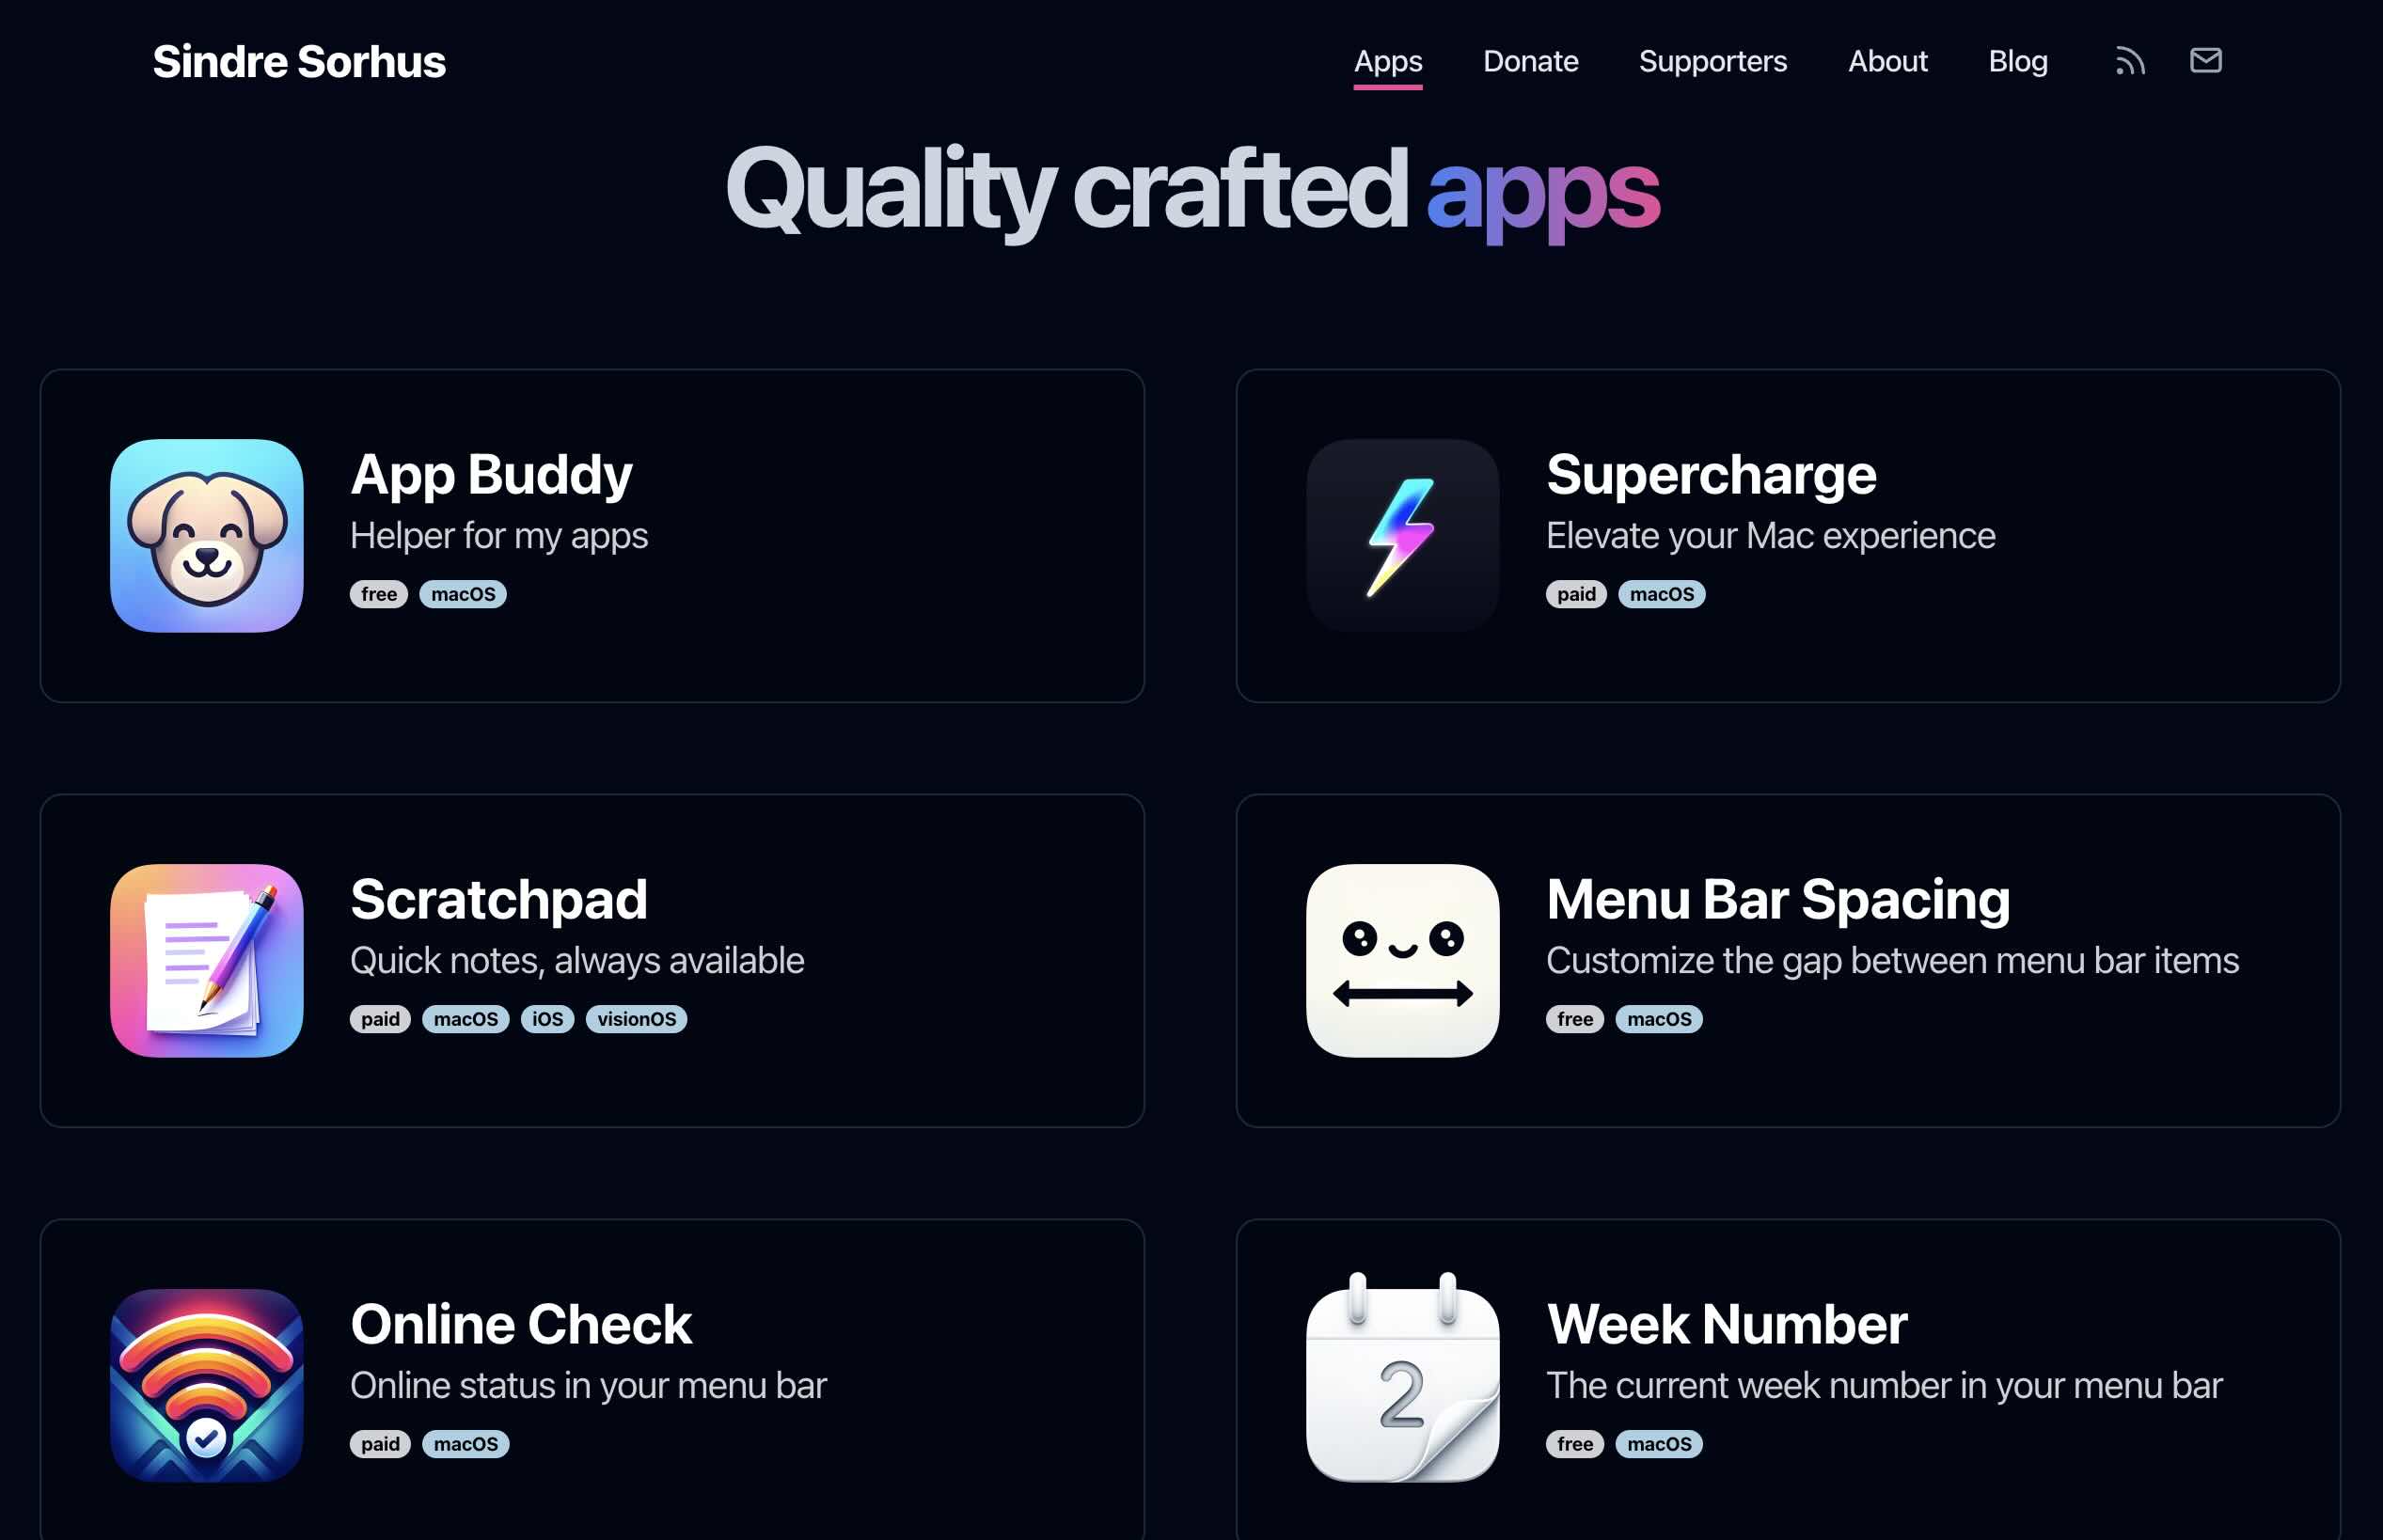 Sindre Sorhus
Apps Donate Supporters About Blog
Quality crafted apps
App Buddy
Helper for my apps
free macOS
Supercharge
Elevate your Mac experience
paid macOS
Scratchpad
Quick notes, always available
paid macOS iOS visionOS
Menu Bar Spacing
Customize the gap between menu bar items
free macOS
Online Check
Online status in your menu bar
paid macOS
2
Week Number
The current week number in your menu bar
free macOS